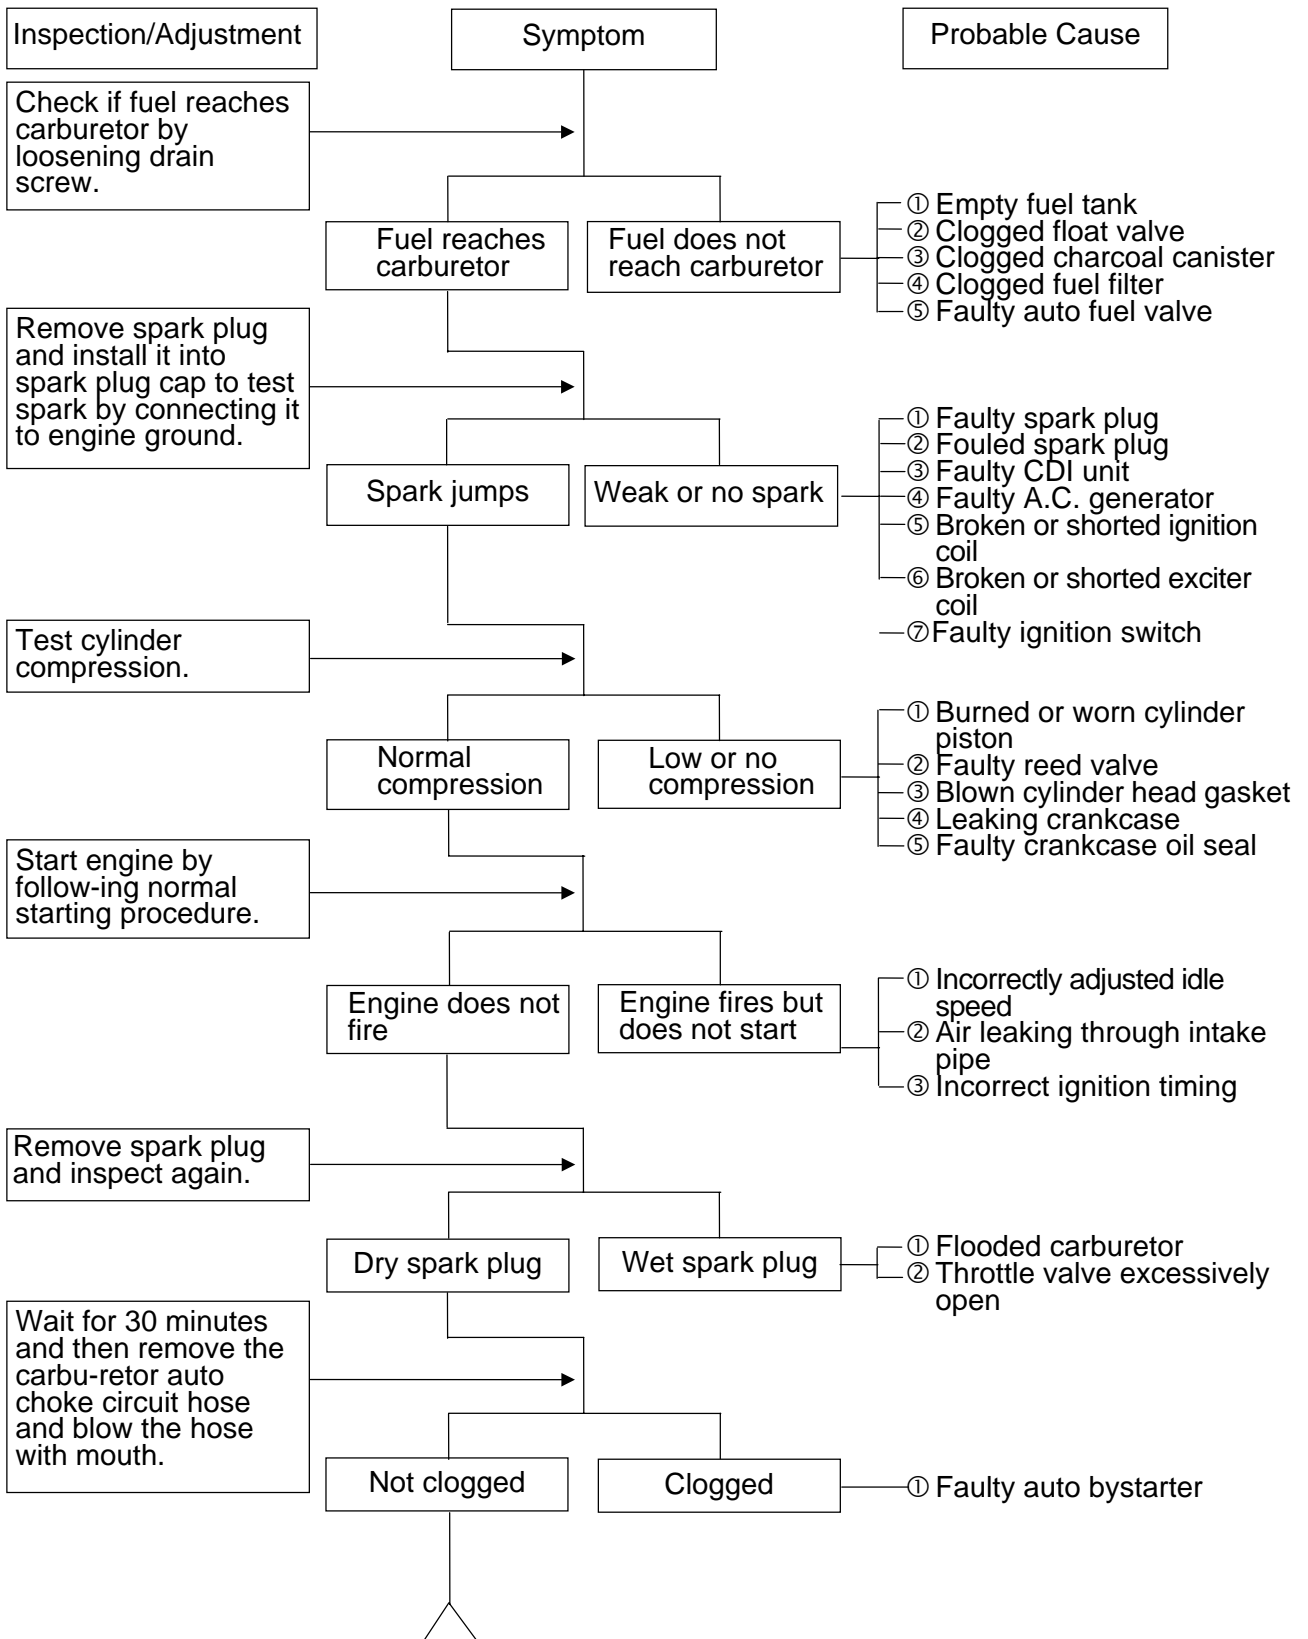 Inspection/Adjustment
Symptom
Probable Cause
Check if fuel reaches
carburetor by
loosening drain
screw.
Fuel reaches
carburetor
Fuel does not
reach carburetor
① Empty fuel tank
② Clogged float valve
③ Clogged charcoal canister
④ Clogged fuel filter
⑤ Faulty auto fuel valve
Remove spark plug
and install it into
spark plug cap to test
spark by connecting it
to engine ground.
Spark jumps
Weak or no spark
① Faulty spark plug
② Fouled spark plug
③ Faulty CDI unit
④ Faulty A.C. generator
⑤ Broken or shorted ignition
coil
⑥ Broken or shorted exciter
coil
⑦Faulty ignition switch
Test cylinder
compression.
Normal
compression
Low or no
compression
① Burned or worn cylinder
piston
② Faulty reed valve
③ Blown cylinder head gasket
④ Leaking crankcase
⑤ Faulty crankcase oil seal
Start engine by
follow-ing normal
starting procedure.
Engine does not
fire
Engine fires but
does not start
① Incorrectly adjusted idle
speed
② Air leaking through intake
pipe
③ Incorrect ignition timing
Remove spark plug
and inspect again.
Dry spark plug
Wet spark plug
① Flooded carburetor
② Throttle valve excessively
open
Wait for 30 minutes
and then remove the
carbu-retor auto
choke circuit hose
and blow the hose
with mouth.
Not clogged
Clogged
① Faulty auto bystarter